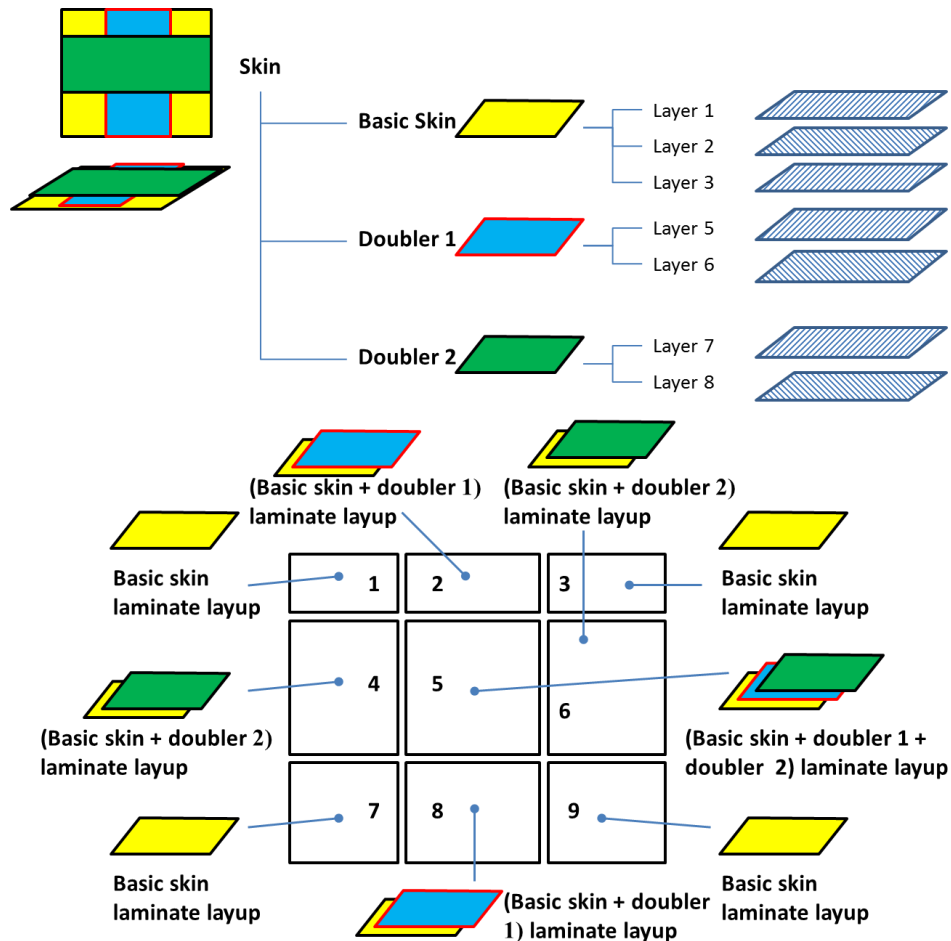 Skin
Basic Skin
Layer 1
Layer 2
Layer 3
Doubler 1
Layer 5
Layer 6
Doubler 2
Layer 7
Layer 8
(Basic skin + doubler 1)
laminate layup
(Basic skin + doubler 2)
laminate layup
Basic skin
laminate layup
1
2
3
Basic skin
laminate layup
4
5
6
(Basic skin + doubler 2)
laminate layup
(Basic skin + doubler 1 +
doubler 2) laminate layup
7
8
9
Basic skin
laminate layup
(Basic skin + doubler
1) laminate layup
Basic skin
laminate layup